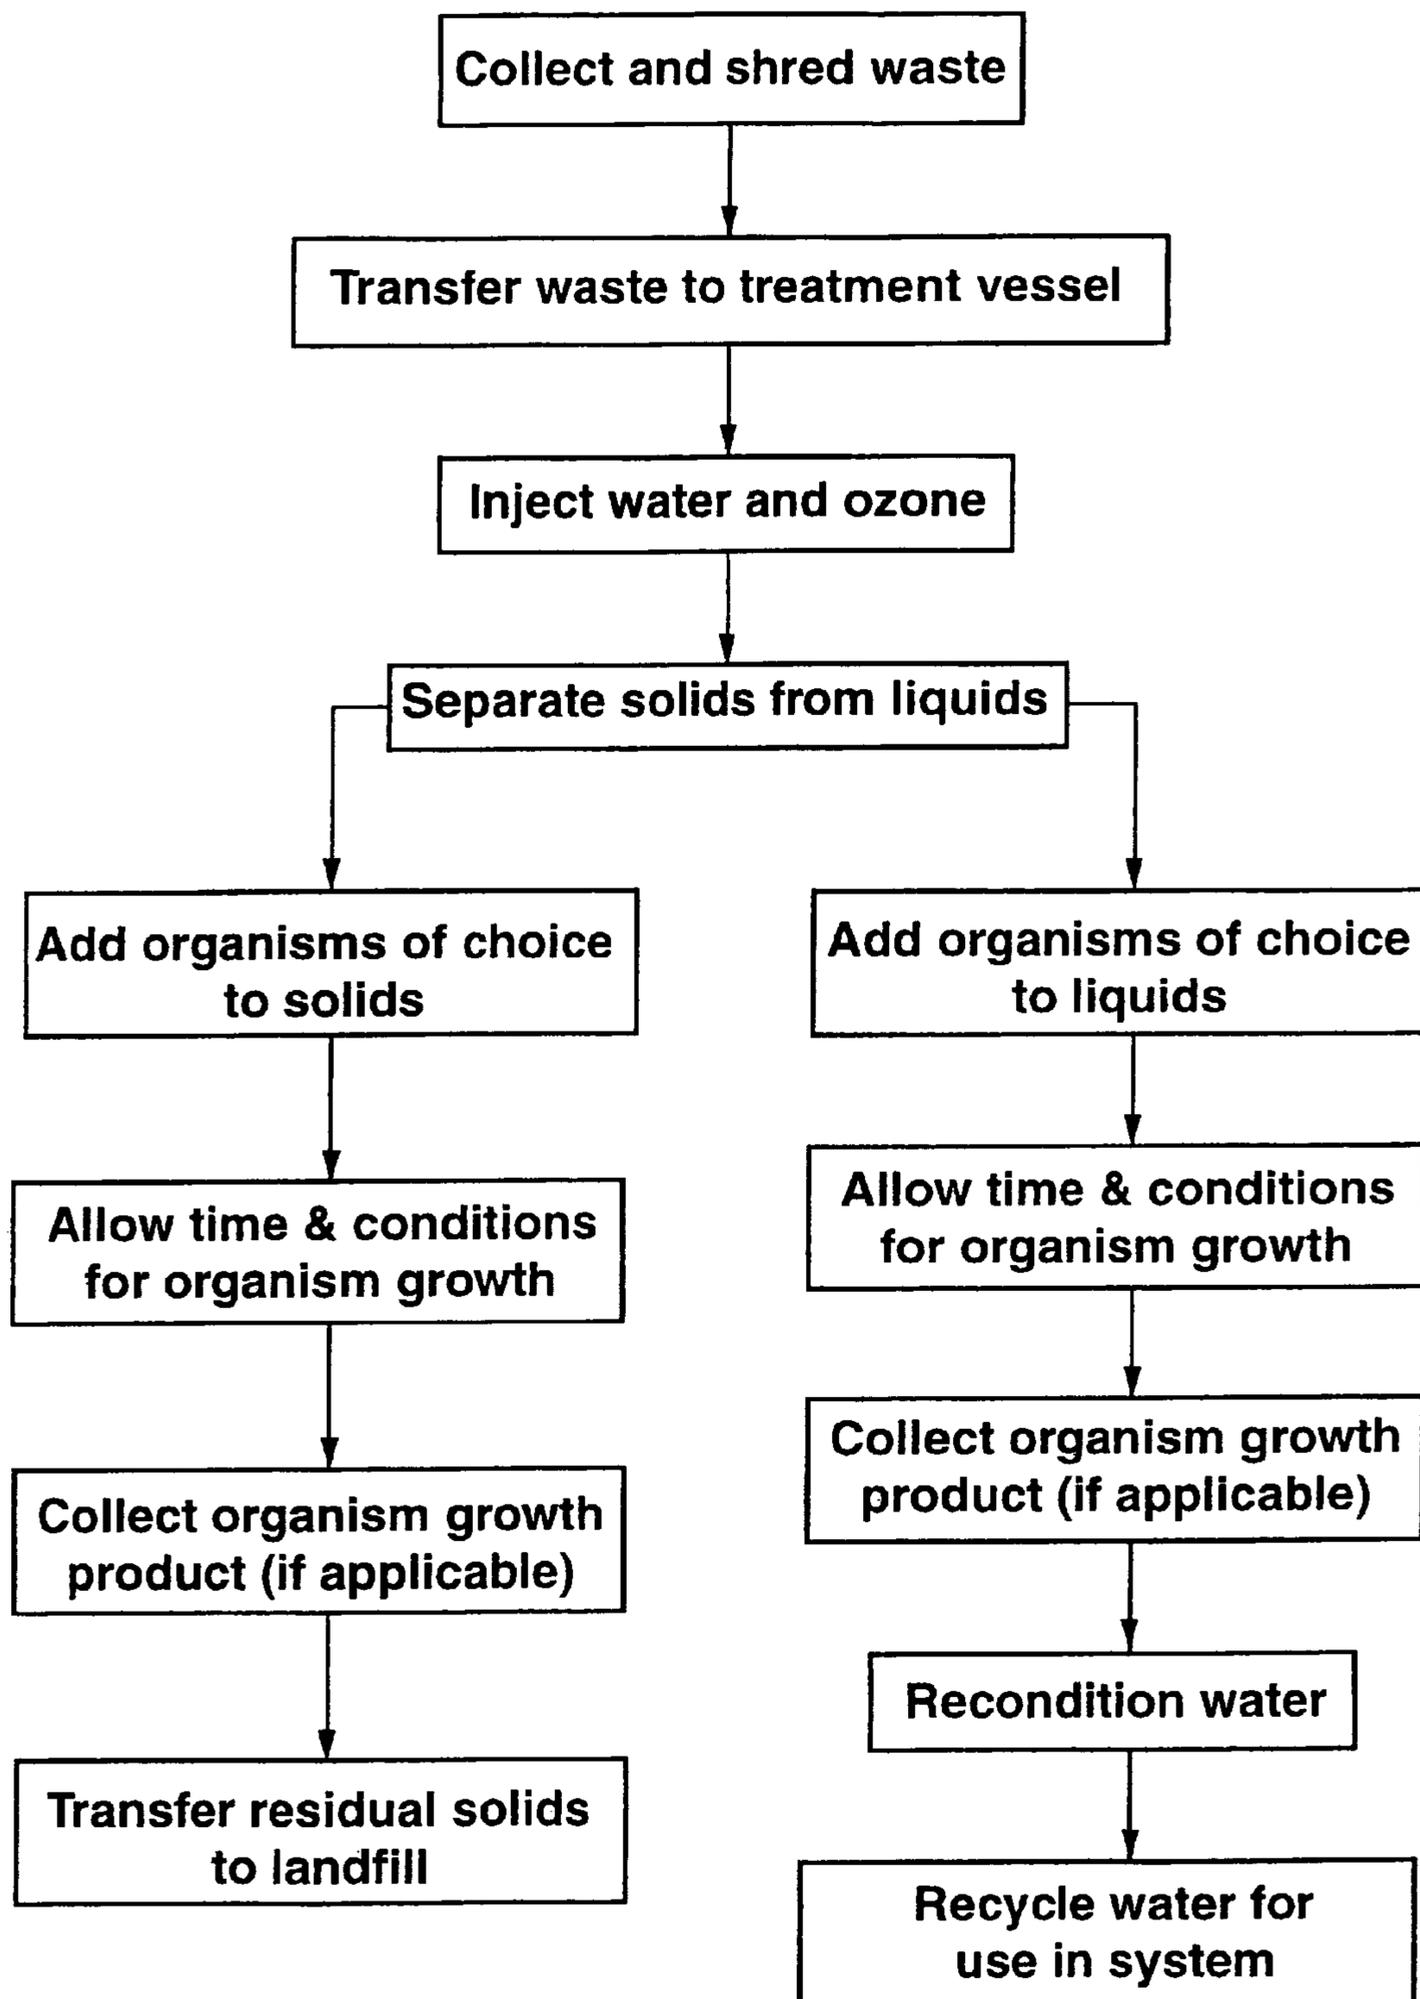 Collect and shred waste
Transfer waste to treatment vessel
Inject water and ozone
Separate solids from liquids
Add organisms of choice
to solids
Allow time & conditions
for organism growth
Collect organism growth
product (if applicable)
Transfer residual solids
to landfill
Add organisms of choice
to liquids
Allow time & conditions
for organism growth
Collect organism growth
product (if applicable)
Recondition water
Recycle water for
use in system